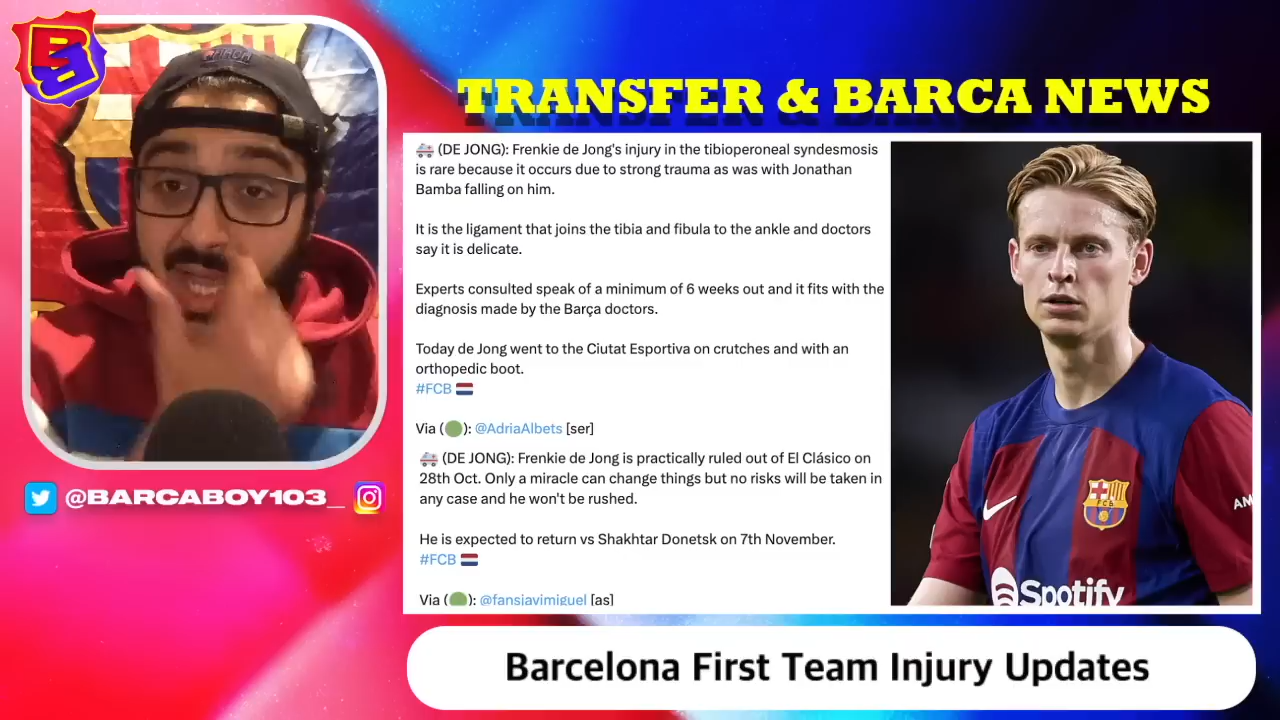 TRANSFER & BARCA NEWS
(DE JONG): Frenkie de Jong's injury in the tibioperoneal syndesmosis
is rare because it occurs due to strong trauma as was with Jonathan
Bamba falling on him.
It is the ligament that joins the tibia and fibula to the ankle and doctors
say it is delicate.
Experts consulted speak of a minimum of 6 weeks out and it fits with the
diagnosis made by the Barça doctors.
Today de Jong went to the Ciutat Esportiva on crutches and with an
orthopedic boot.
#FCB
Via (🟢): @AdriaAlbets [ser]
(DE JONG): Frenkie de Jong is practically ruled out of El Clásico on
28th Oct. Only a miracle can change things but no risks will be taken in
any case and he won't be rushed.
He is expected to return vs Shakhtar Donetsk on 7th November.
#FCB
Via (🟢): @fansjavimiguel [as]
@BARCABOY103_
FCB
AM
Spotify
Barcelona First Team Injury Updates